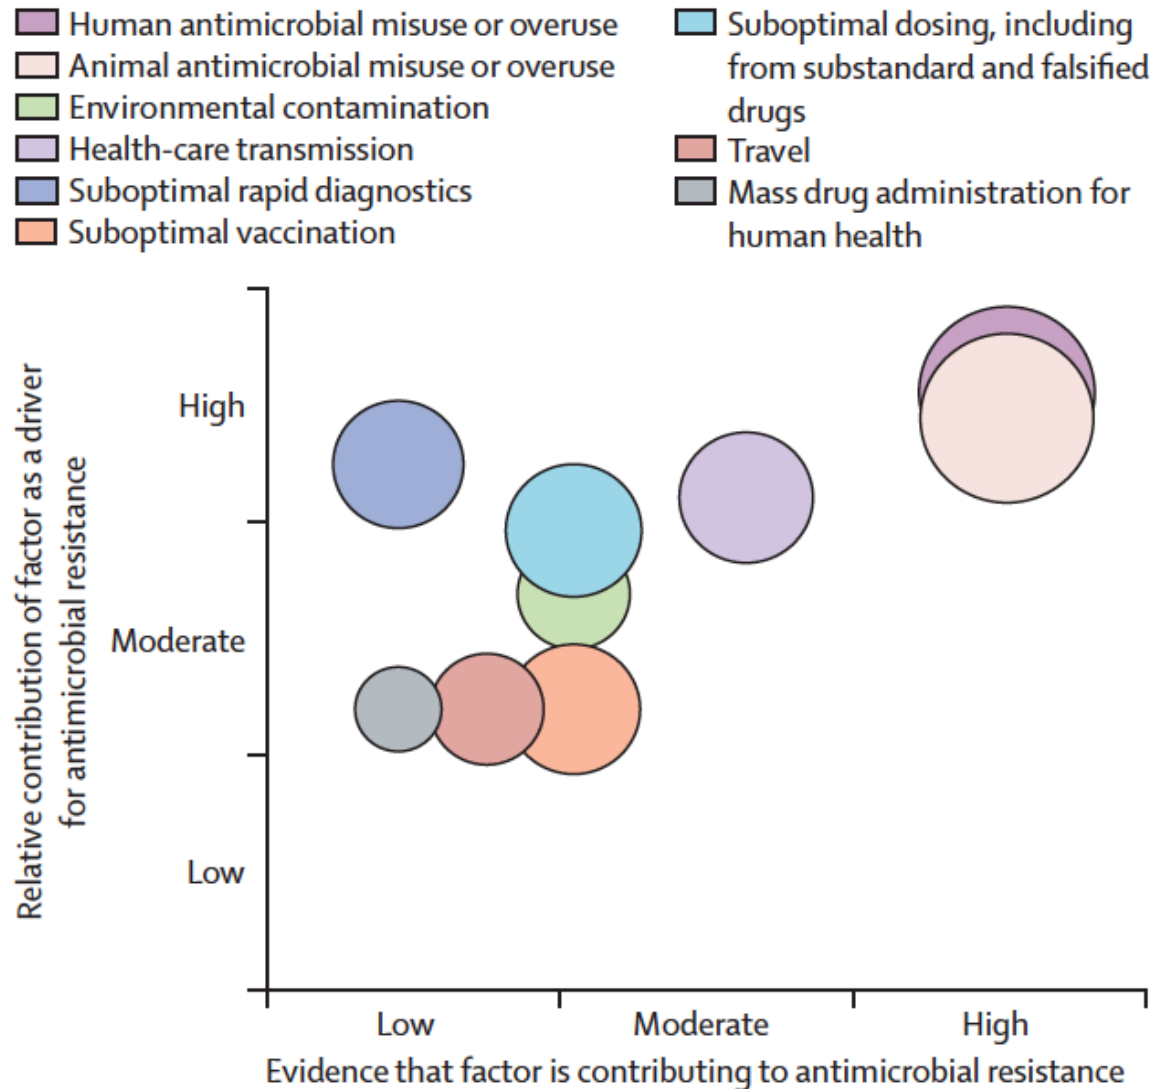 Human antimicrobial misuse or overuse
Animal antimicrobial misuse or overuse
Environmental contamination
Health-care transmission
Suboptimal rapid diagnostics
Suboptimal vaccination
Suboptimal dosing, including
from substandard and falsified
drugs
Travel
Mass drug administration for
human health
Relative contribution of factor as a driver
for antimicrobial resistance
High
Moderate
Low
Low
Moderate
High
Evidence that factor is contributing to antimicrobial resistance